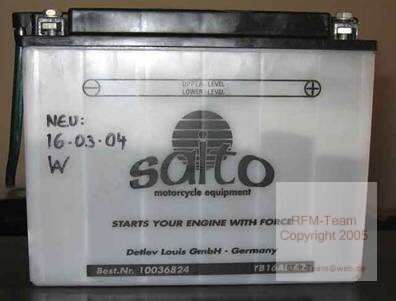 UPPER LEVEL
LOWER LEVEL
NEU:
16-03-04
W
saito
motorcycle equipment
STARTS YOUR ENGINE WITH FORCE
Detlev Louis GmbH - Germany
Best.Nr. 10036824
RFM-Team
Copyright 2005